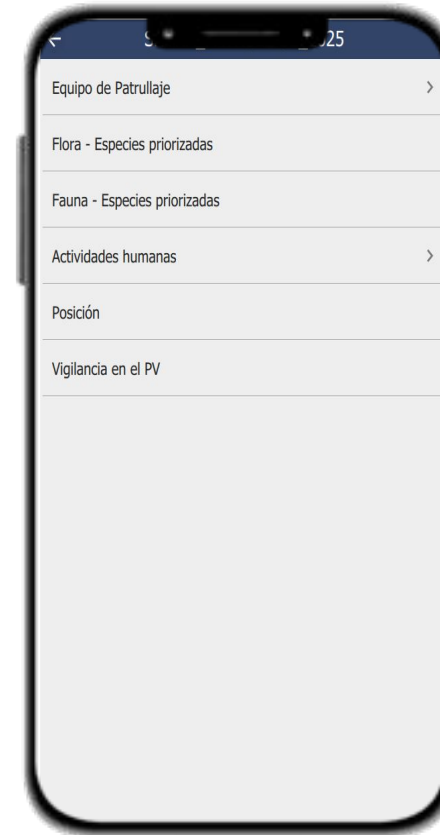 Equipo de Patrullaje
Flora - Especies priorizadas
Fauna - Especies priorizadas
Actividades humanas
Posición
Vigilancia en el PV